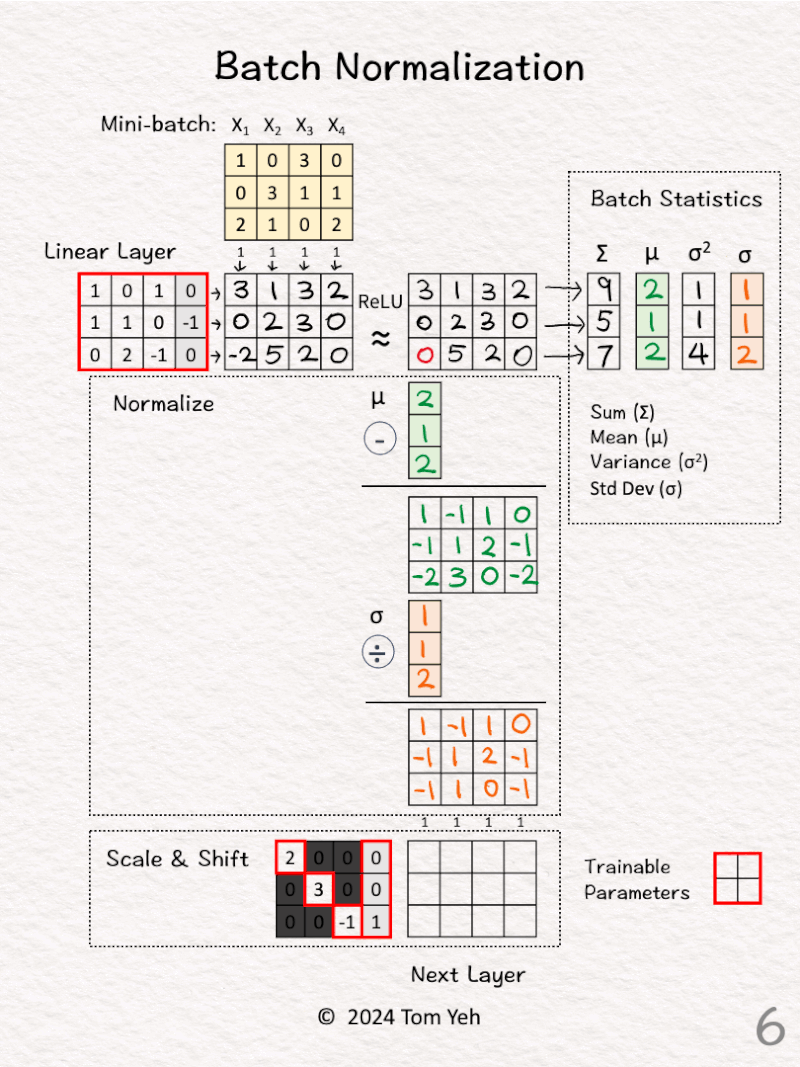 Batch Normalization
Mini-batch: X₁ X₂ X₃ X₄
1 0 3 0
0 3 1 1
2 1 0 2
Batch Statistics
Linear Layer 1 1 1 1
Σ μ σ² σ
1 0 1 0 3 1 3 2 ReLU 3 1 3 2 9 2 1 1
1 1 0 -1 0 2 3 0 ≈ 0 2 3 0 5 1 1 1
0 2 -1 0 -2 5 2 0 0 5 2 0 7 2 4 2
Normalize μ 2
- 1
2
Sum (Σ)
Mean (μ)
Variance (σ²)
Std Dev (σ)
1 -1 1 0
-1 1 2 -1
-2 3 0 -2
σ 1
÷ 1
2
1 -1 1 0
-1 1 2 -1
-1 1 0 -1
1 1 1 1
Scale & Shift 2 0 0 0
0 3 0 0
0 0 -1 1
Trainable
Parameters
Next Layer
© 2024 Tom Yeh
6